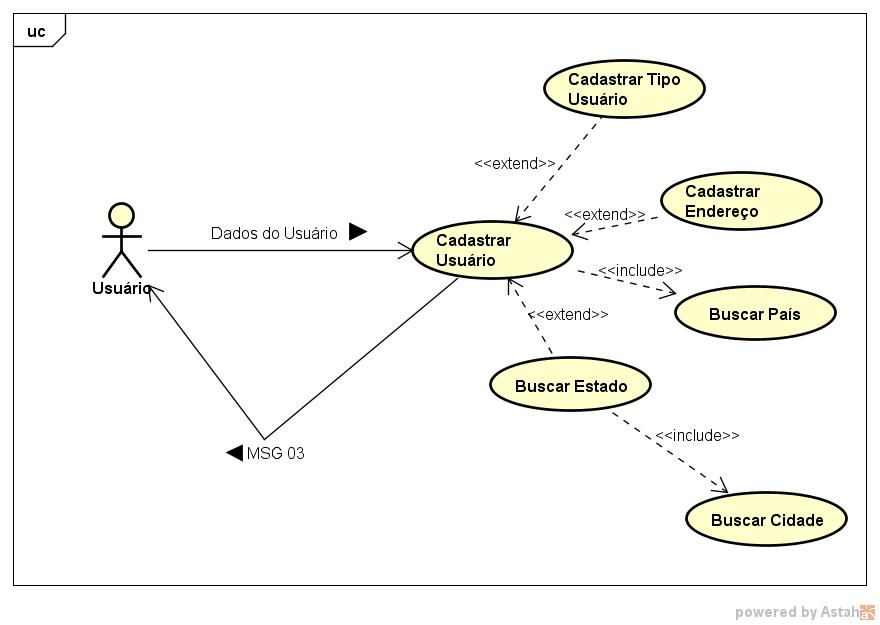 uc
Cadastrar Tipo
Usuário
<<extend>>
Cadastrar
Endereço
<<extend>>
Dados do Usuário
Cadastrar
Usuário
<<include>>
Usuário
Buscar País
<<extend>>
Buscar Estado
<<include>>
MSG 03
Buscar Cidade
powered by Astah